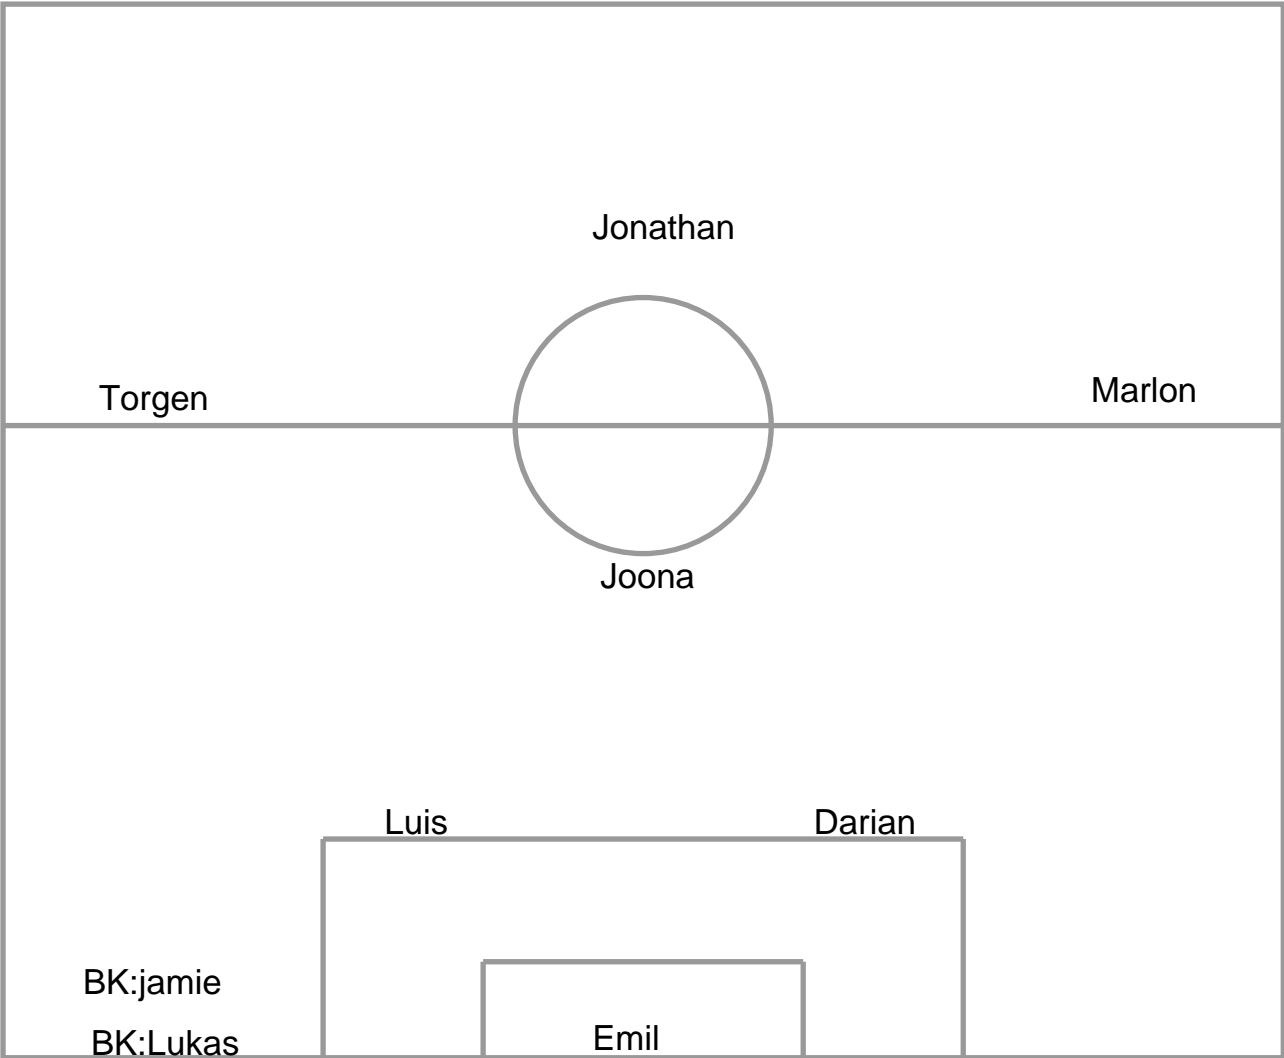 Jonathan
Torgen
Marlon
Joona
Luis
Darian
BK:jamie
BK:Lukas
Emil